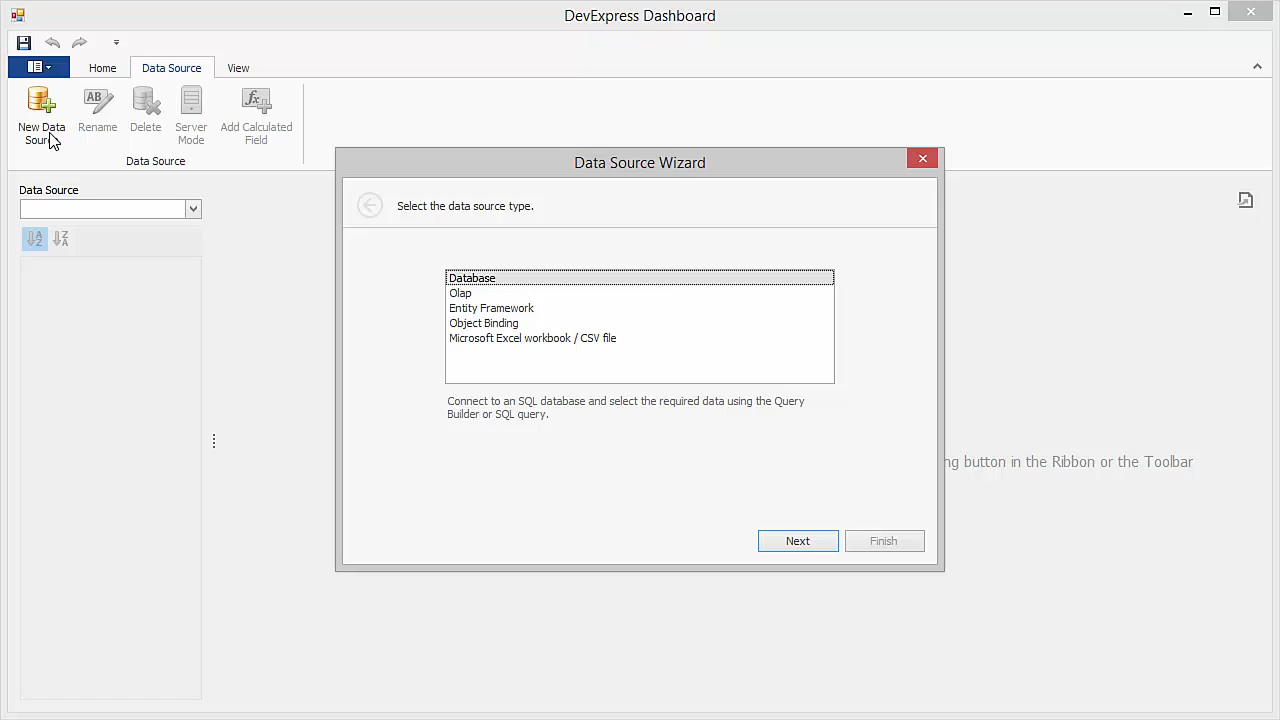 DevExpress Dashboard
Home
Data Source
View
New Data
Rename
Delete
Server
Mode
Add Calculated
Field
Data Source
Data Source
Data Source Wizard
Select the data source type.
Database
Olap
Entity Framework
Object Binding
Microsoft Excel workbook / CSV file
Connect to an SQL database and select the required data using the Query
Builder or SQL query.
button in the Ribbon or the Toolbar
Next
Finish